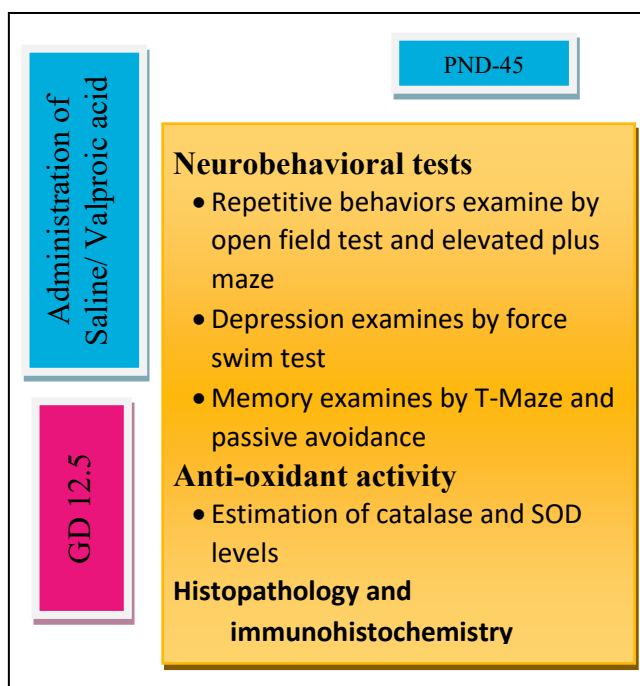 Administration of
Saline/ Valproic acid
GD 12.5
PND-45
Neurobehavioral tests
• Repetitive behaviors examine by
open field test and elevated plus
maze
• Depression examines by force
swim test
• Memory examines by T-Maze and
passive avoidance
Anti-oxidant activity
• Estimation of catalase and SOD
levels
Histopathology and
immunohistochemistry